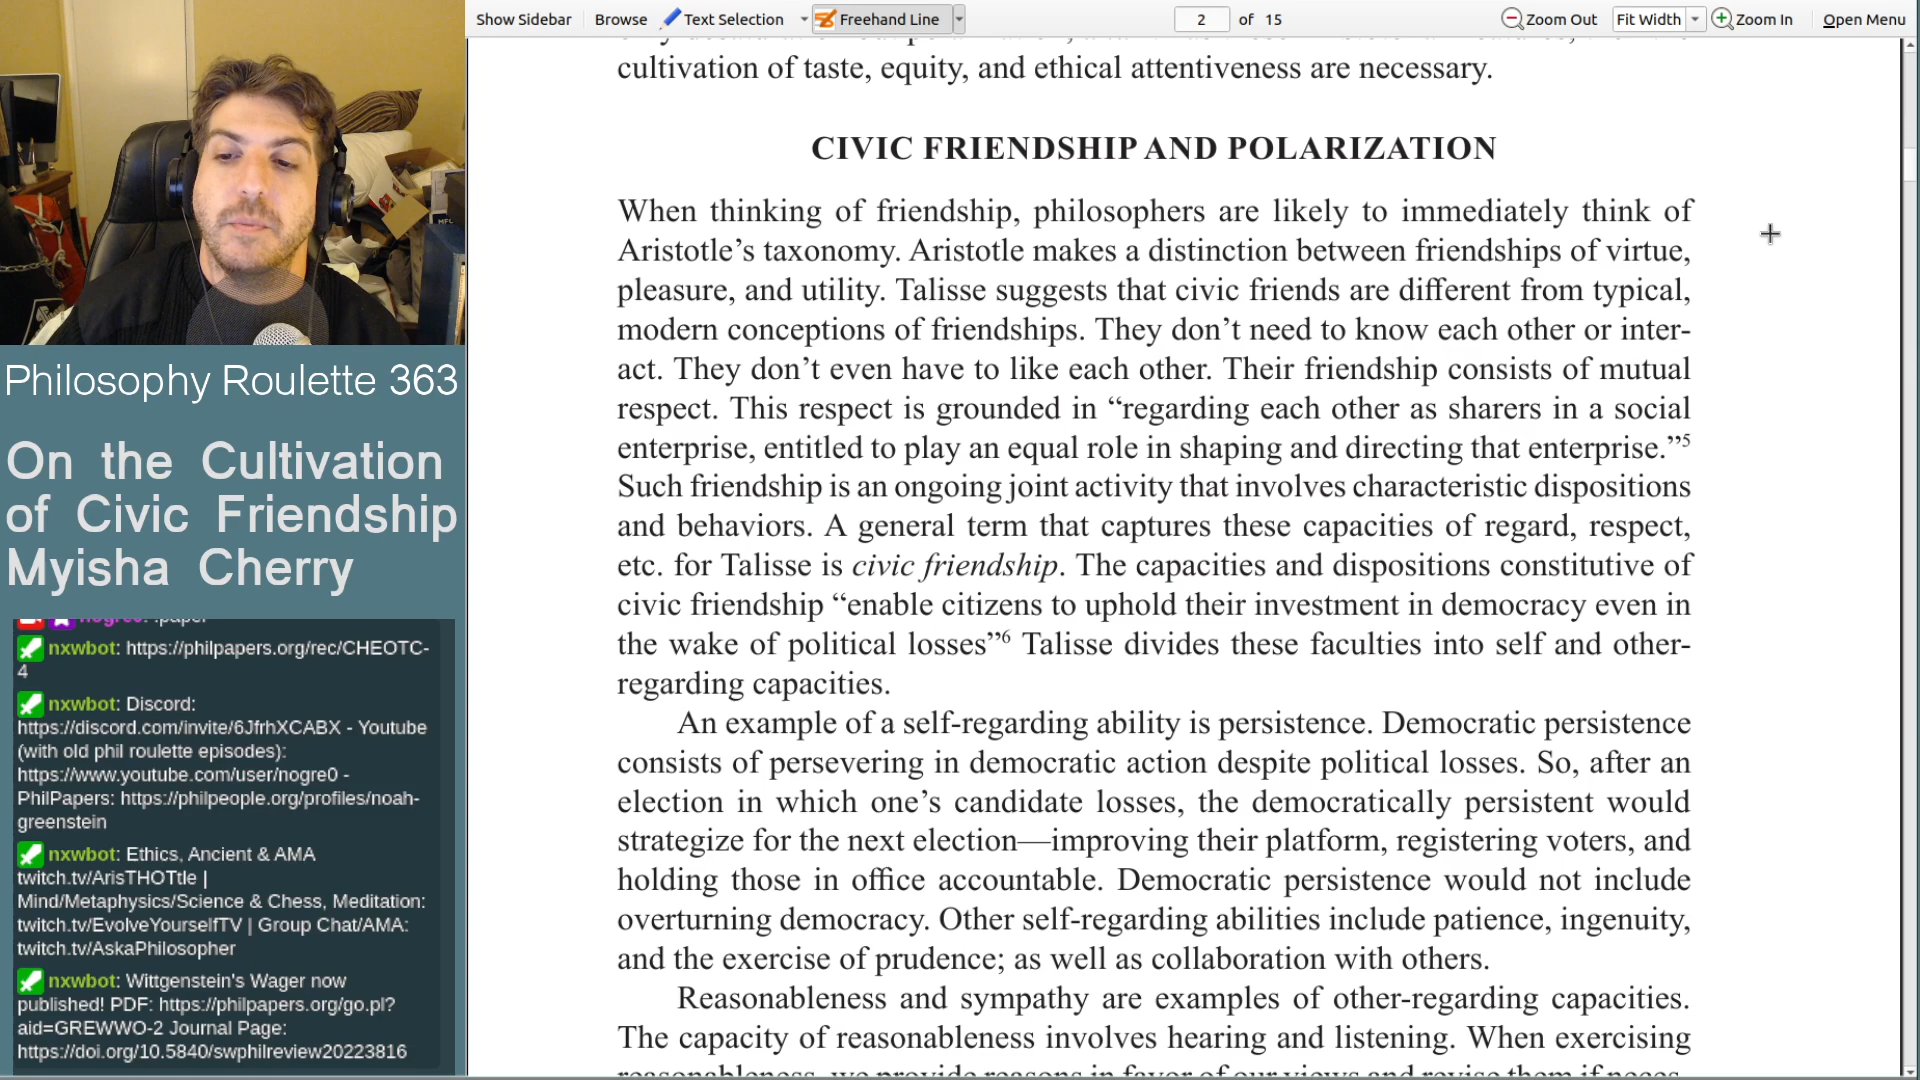 Show Sidebar Browse Text Selection Freehand Line 2 of 15 Zoom Out Fit Width Zoom In Open Menu
cultivation of taste, equity, and ethical attentiveness are necessary.
CIVIC FRIENDSHIP AND POLARIZATION
When thinking of friendship, philosophers are likely to immediately think of
Aristotle’s taxonomy. Aristotle makes a distinction between friendships of virtue,
pleasure, and utility. Talisse suggests that civic friends are different from typical,
modern conceptions of friendships. They don’t need to know each other or inter-
act. They don’t even have to like each other. Their friendship consists of mutual
respect. This respect is grounded in “regarding each other as sharers in a social
enterprise, entitled to play an equal role in shaping and directing that enterprise.”5
Such friendship is an ongoing joint activity that involves characteristic dispositions
and behaviors. A general term that captures these capacities of regard, respect,
etc. for Talisse is civic friendship. The capacities and dispositions constitutive of
civic friendship “enable citizens to uphold their investment in democracy even in
the wake of political losses”6 Talisse divides these faculties into self and other-
regarding capacities.
An example of a self-regarding ability is persistence. Democratic persistence
consists of persevering in democratic action despite political losses. So, after an
election in which one’s candidate losses, the democratically persistent would
strategize for the next election—improving their platform, registering voters, and
holding those in office accountable. Democratic persistence would not include
overturning democracy. Other self-regarding abilities include patience, ingenuity,
and the exercise of prudence; as well as collaboration with others.
Reasonableness and sympathy are examples of other-regarding capacities.
The capacity of reasonableness involves hearing and listening. When exercising
reasonableness, we provide reasons in favor of our views and revise them if neces-
Philosophy Roulette 363
On the Cultivation
of Civic Friendship
Myisha Cherry
nogre0: !paper
nxwbot: https://philpapers.org/rec/CHEOTC-
4
nxwbot: Discord:
https://discord.com/invite/6JfrhXCABX - Youtube
(with old phil roulette episodes):
https://www.youtube.com/user/nogre0 -
PhilPapers: https://philpeople.org/profiles/noah-
greenstein
nxwbot: Ethics, Ancient & AMA
twitch.tv/ArisTHOTtle |
Mind/Metaphysics/Science & Chess, Meditation:
twitch.tv/EvolveYourselfTV | Group Chat/AMA:
twitch.tv/AskaPhilosopher
nxwbot: Wittgenstein's Wager now
published! PDF: https://philpapers.org/go.pl?
aid=GREWWO-2 Journal Page:
https://doi.org/10.5840/swphilreview20223816